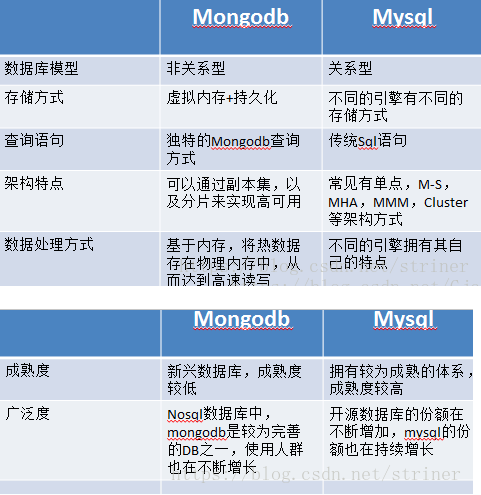 Mongodb Mysql
数据库模型 非关系型 关系型
存储方式 虚拟内存+持久化 不同的引擎有不同的
存储方式
查询语句 独特的Mongodb查询 传统Sql语句
方式
架构特点 可以通过副本集，以 常见有单点，M-S，
及分片来实现高可用 MHA，MMM，Cluster
等架构方式
数据处理方式 基于内存，将热数据 不同的引擎拥有其自
存在物理内存中，从 己的特点
而达到高速读写
blog.csdn.net/striner
Mongodb Mysql
成熟度 新兴数据库，成熟度 拥有较为成熟的体系，
较低 成熟度较高
广泛度 Nosql数据库中， 开源数据库的份额在
mongodb是较为完善 不断增加，mysql的份
的DB之一，使用人群 额也在持续增长
也在不断增长
https://blog.csdn.net/striner